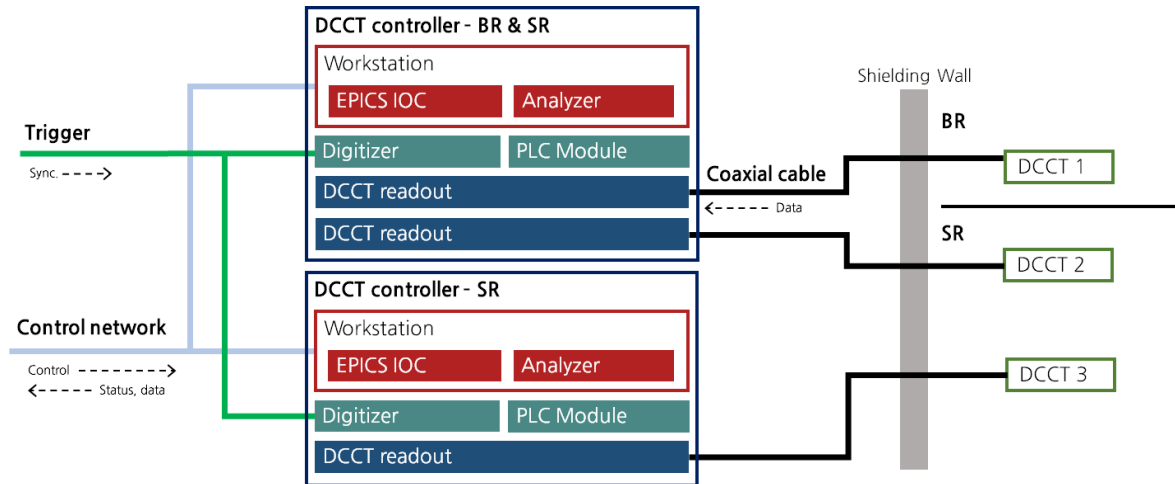 DCCT controller - BR & SR
Workstation
EPICS IOC
Analyzer
Digitizer
PLC Module
DCCT readout
DCCT readout
Trigger
Sync.
Control network
Control
Status, data
DCCT controller - SR
Workstation
EPICS IOC
Analyzer
Digitizer
PLC Module
DCCT readout
Coaxial cable
Data
Shielding Wall
BR
DCCT 1
SR
DCCT 2
DCCT 3